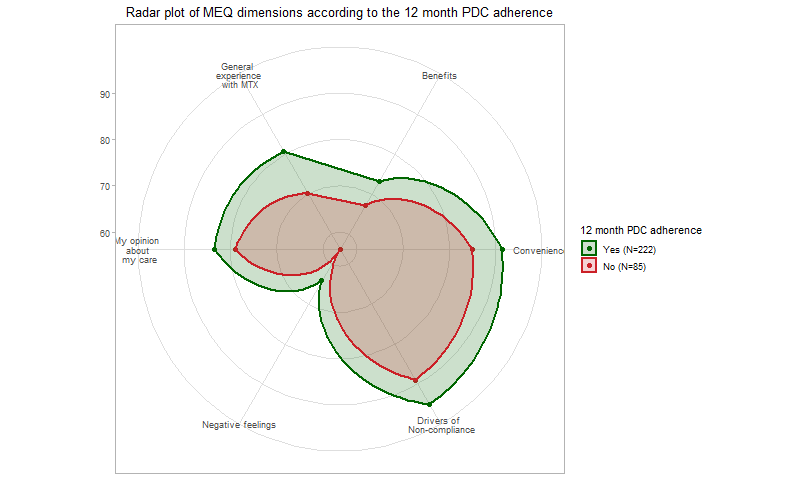 Radar plot of MEQ dimensions according to the 12 month PDC adherence
General
experience
with MTX
Benefits
90
80
70
60
My opinion
about
my care
Convenienc
12 month PDC adherence
Yes (N=222)
No (N=85)
Negative feelings
Drivers of
Non-compliance